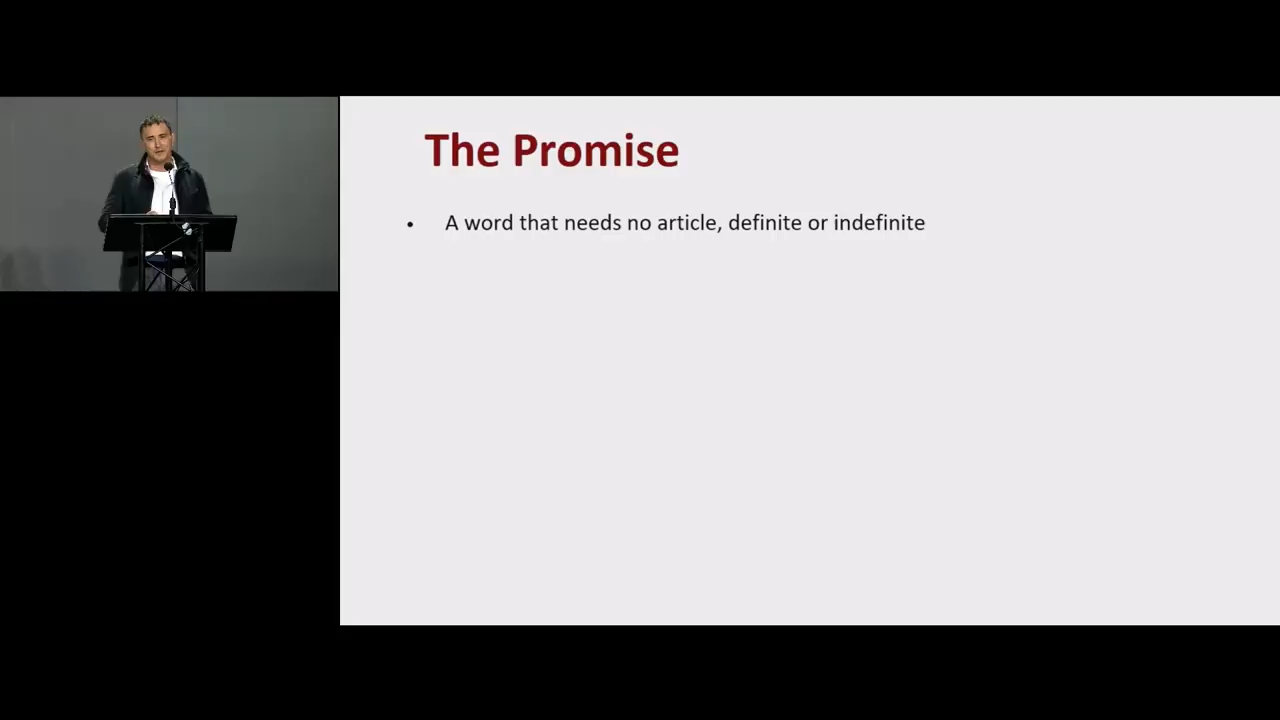 The Promise
• A word that needs no article, definite or indefinite